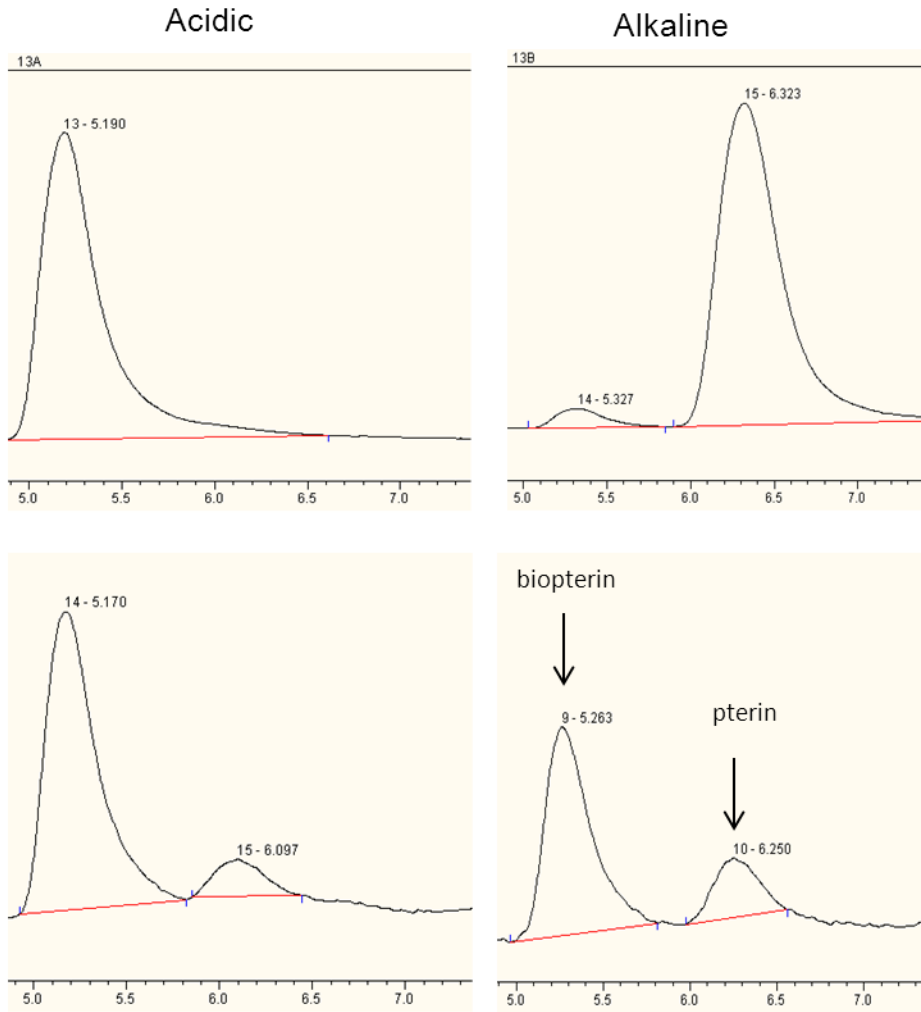 Acidic
Alkaline
13A
13 - 5.190
5.0 5.5 6.0 6.5 7.0
13B
15 - 6.323
14 - 5.327
5.0 5.5 6.0 6.5 7.0
14 - 5.170
15 - 6.097
5.0 5.5 6.0 6.5 7.0
biopterin
9 - 5.263
pterin
10 - 6.250
5.0 5.5 6.0 6.5 7.0